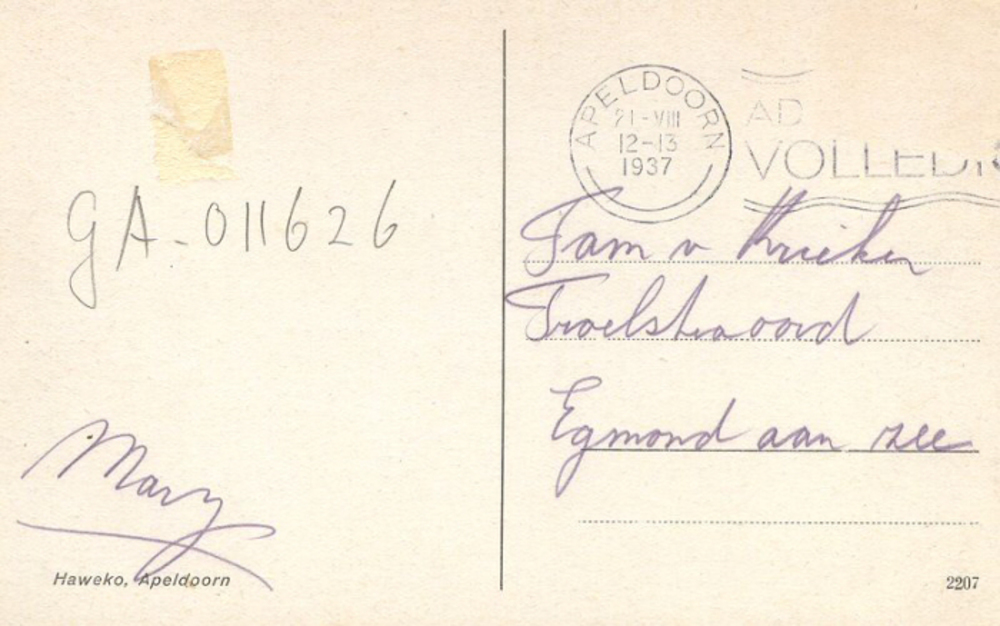 GA-011626
Mary
Haweko, Apeldoorn
APELDOORN
21-VIII
12-13
1937
AD
VOLLEDI
Fam v
Troelstraoord
Egmond aan zee
2207